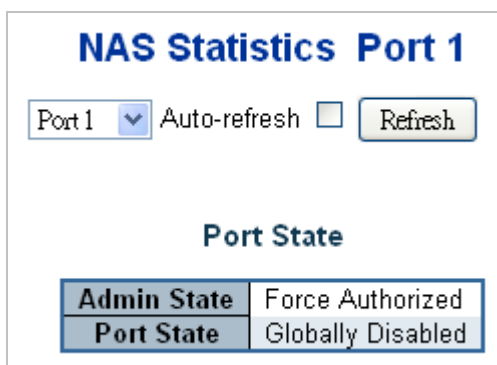 NAS Statistics Port 1
Port 1 Auto-refresh Refresh
Port State
Admin State Force Authorized
Port State Globally Disabled